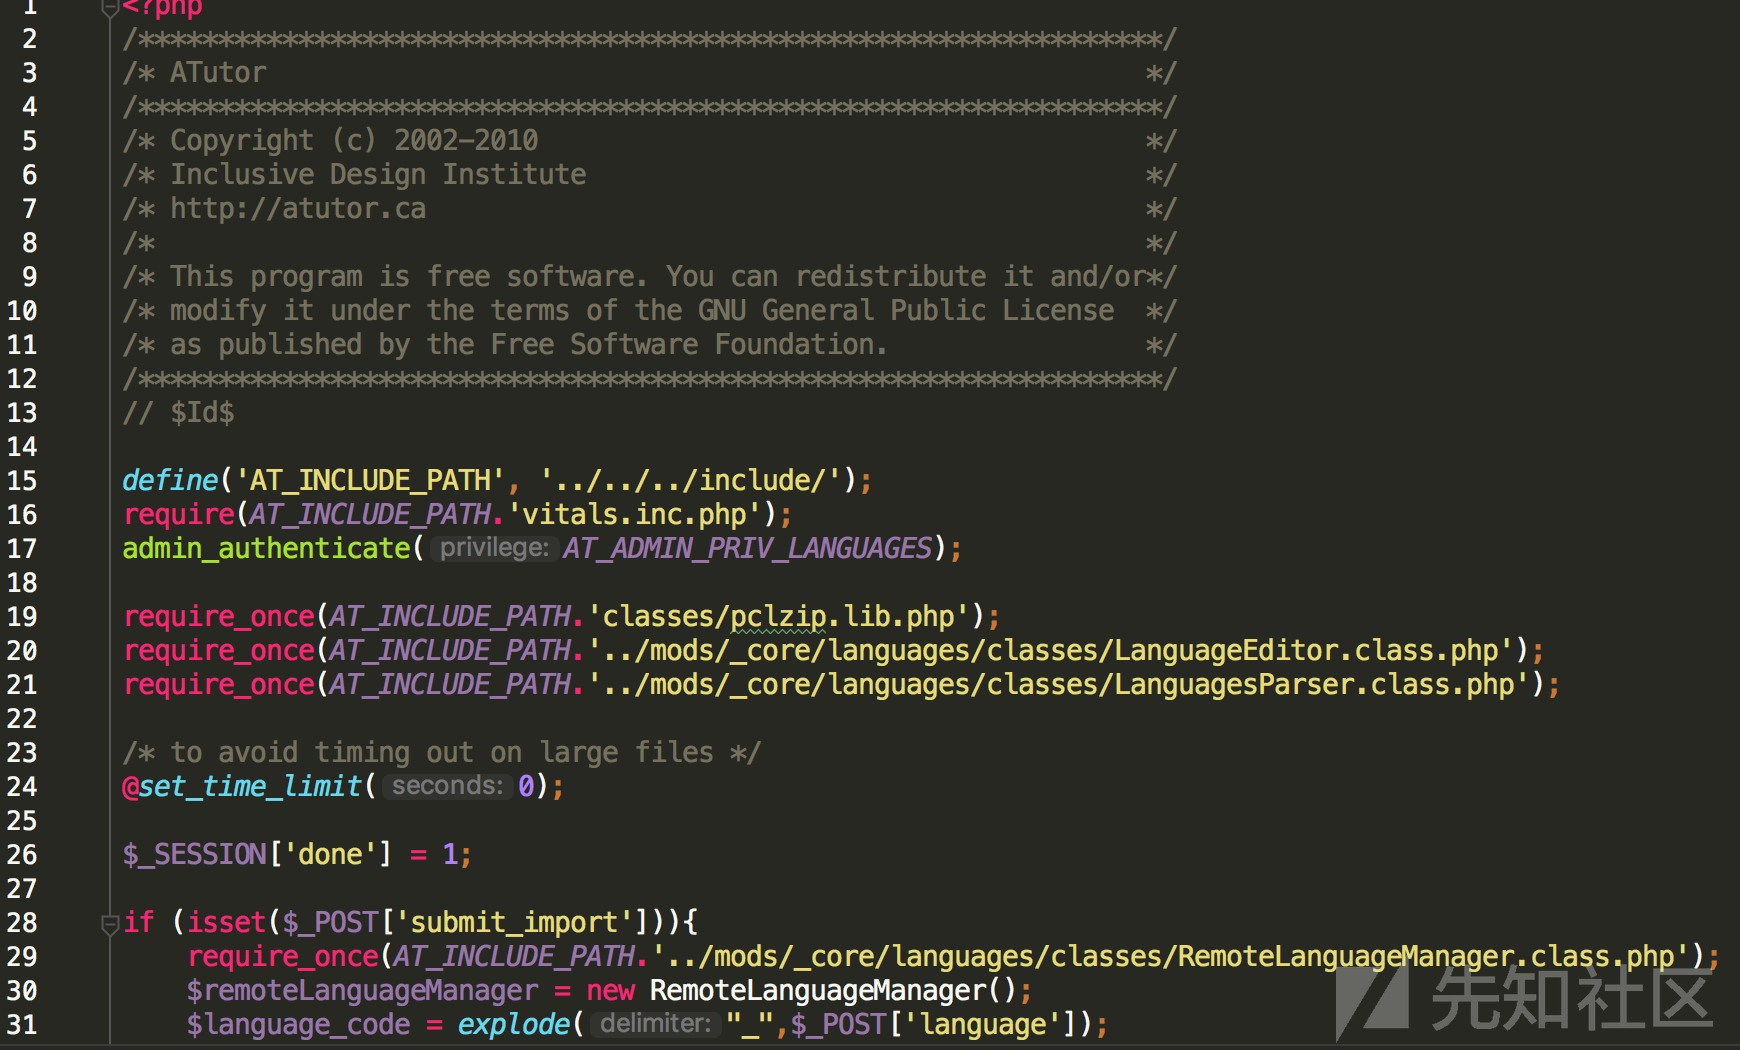 1 <?php
2 /****************************************************************/
3 /* ATutor */
4 /****************************************************************/
5 /* Copyright (c) 2002-2010 */
6 /* Inclusive Design Institute */
7 /* http://atutor.ca */
8 /* */
9 /* This program is free software. You can redistribute it and/or*/
10 /* modify it under the terms of the GNU General Public License */
11 /* as published by the Free Software Foundation. */
12 /****************************************************************/
13 // $Id$
14
15 define('AT_INCLUDE_PATH', '../../../include/');
16 require(AT_INCLUDE_PATH.'vitals.inc.php');
17 admin_authenticate( privilege: AT_ADMIN_PRIV_LANGUAGES);
18
19 require_once(AT_INCLUDE_PATH.'classes/pclzip.lib.php');
20 require_once(AT_INCLUDE_PATH.'../mods/_core/languages/classes/LanguageEditor.class.php');
21 require_once(AT_INCLUDE_PATH.'../mods/_core/languages/classes/LanguagesParser.class.php');
22
23 /* to avoid timing out on large files */
24 @set_time_limit( seconds: 0);
25
26 $_SESSION['done'] = 1;
27
28 if (isset($_POST['submit_import'])){
29 require_once(AT_INCLUDE_PATH.'../mods/_core/languages/classes/RemoteLanguageManager.class.php');
30 $remoteLanguageManager = new RemoteLanguageManager();
31 $language_code = explode( delimiter: "_",$_POST['language']);
先知社区